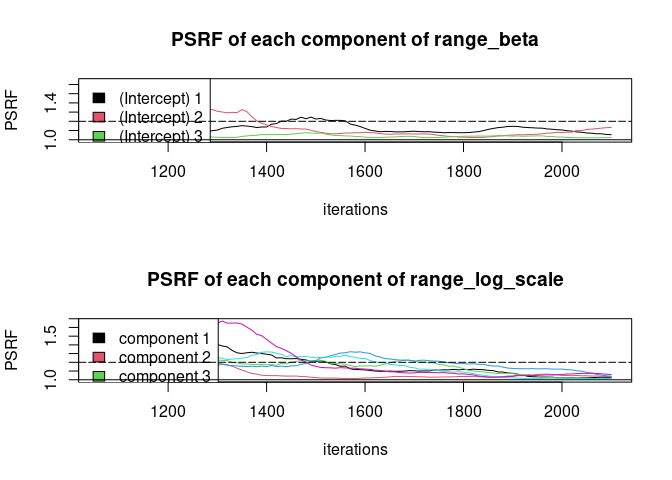 PSRF of each component of range_beta
PSRF
1.0 1.4
(Intercept) 1
(Intercept) 2
(Intercept) 3
1200 1400 1600 1800 2000
iterations
PSRF of each component of range_log_scale
PSRF
1.0 1.5
component 1
component 2
component 3
1200 1400 1600 1800 2000
iterations